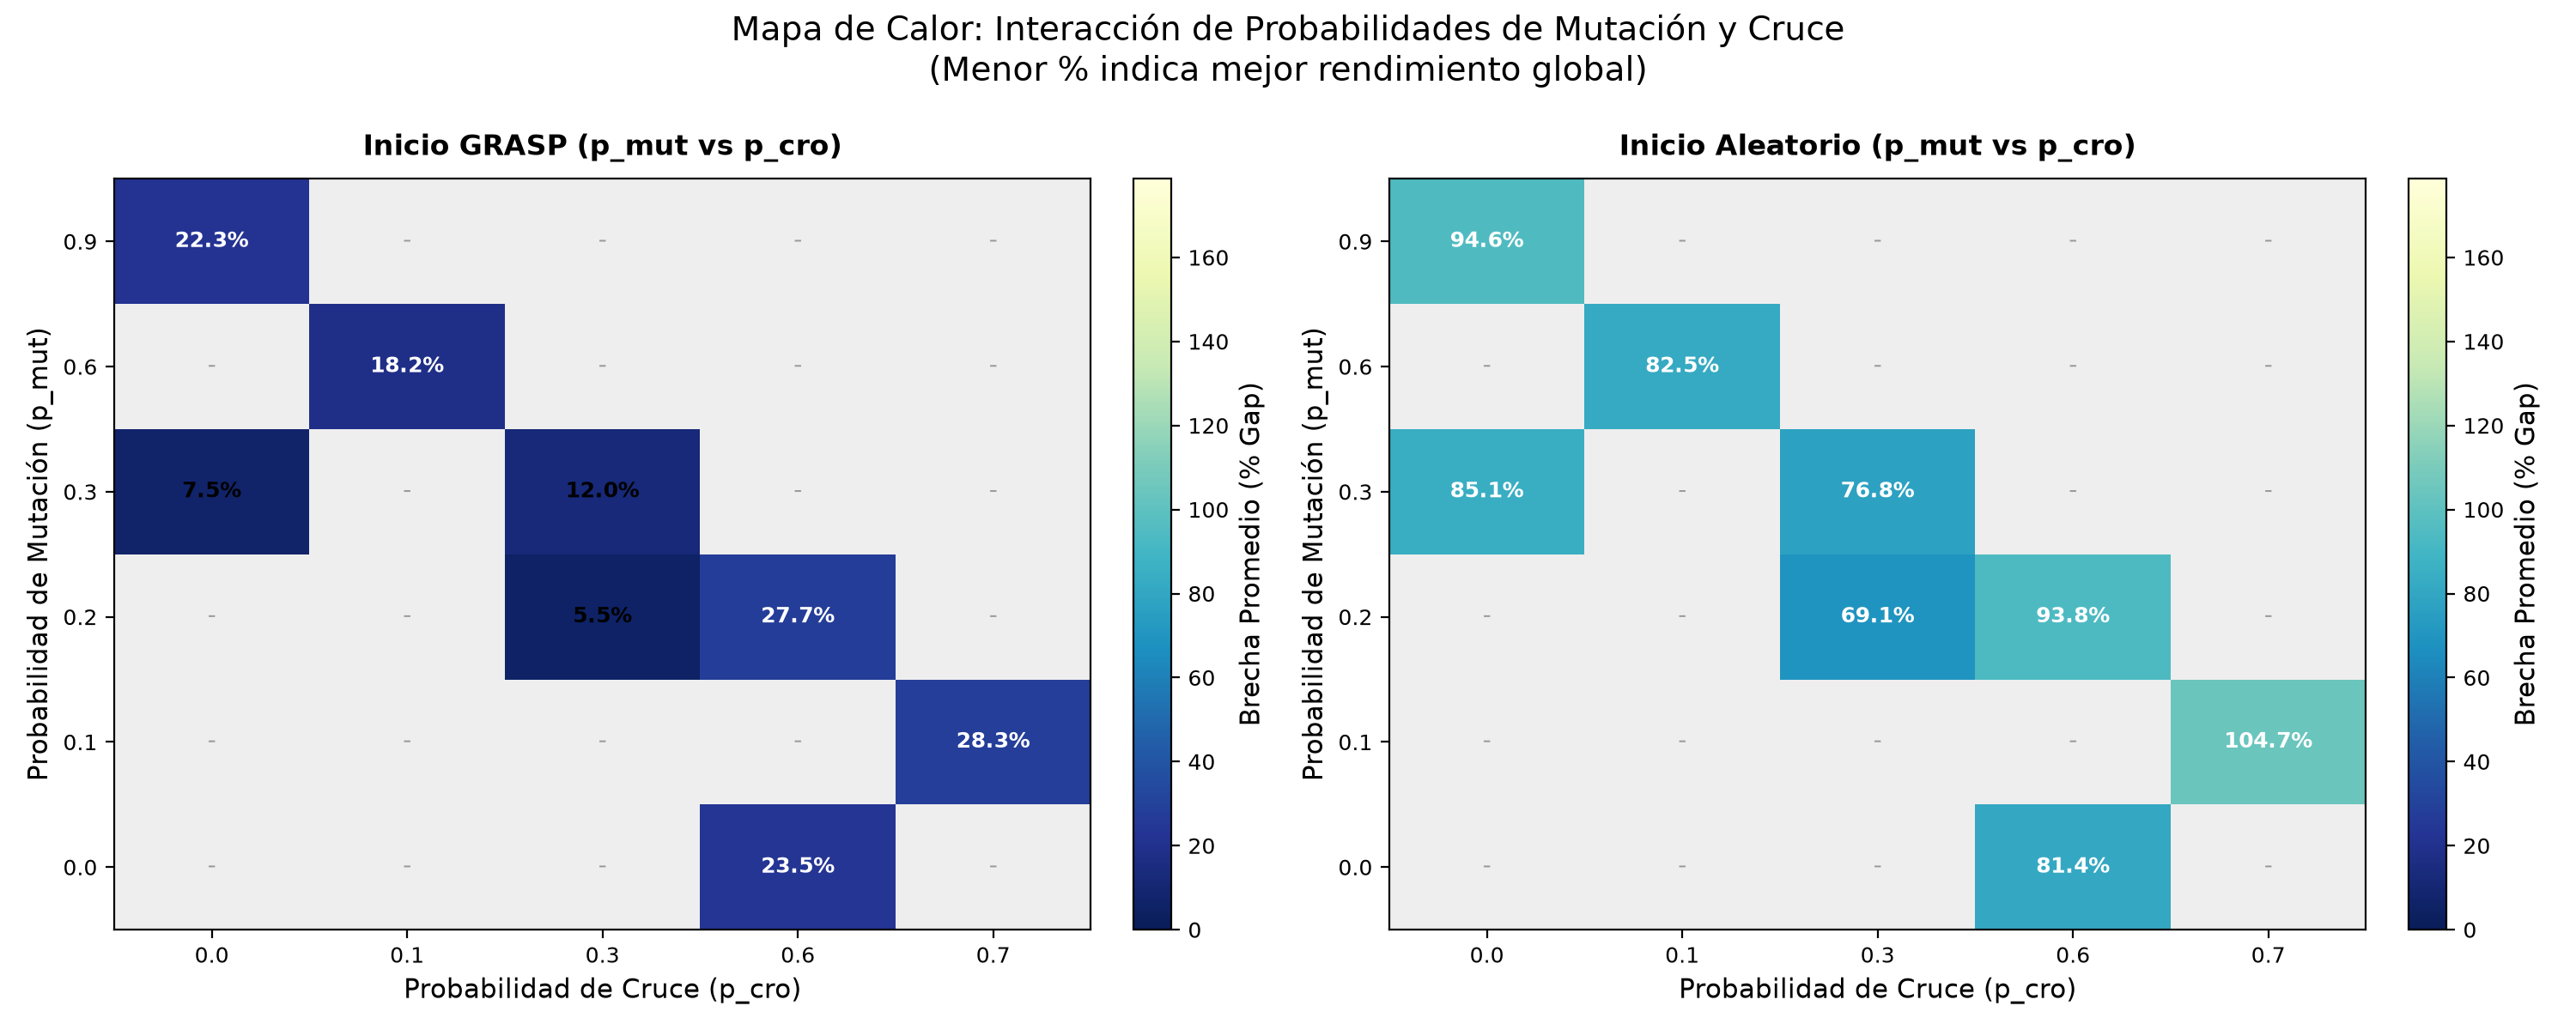 Mapa de Calor: Interacción de Probabilidades de Mutación y Cruce
(Menor % indica mejor rendimiento global)
Inicio GRASP (p_mut vs p_cro)
Probabilidad de Mutación (p_mut)
0.9 22.3% - - - -
0.6 - 18.2% - - -
0.3 7.5% - 12.0% - -
0.2 - - 5.5% 27.7% -
0.1 - - - - 28.3%
0.0 - - - 23.5% -
0.0 0.1 0.3 0.6 0.7
Probabilidad de Cruce (p_cro)
160
140
120
100
80
60
40
20
0
Brecha Promedio (% Gap)
Inicio Aleatorio (p_mut vs p_cro)
Probabilidad de Mutación (p_mut)
0.9 94.6% - - - -
0.6 - 82.5% - - -
0.3 85.1% - 76.8% - -
0.2 - - 69.1% 93.8% -
0.1 - - - - 104.7%
0.0 - - - 81.4% -
0.0 0.1 0.3 0.6 0.7
Probabilidad de Cruce (p_cro)
160
140
120
100
80
60
40
20
0
Brecha Promedio (% Gap)